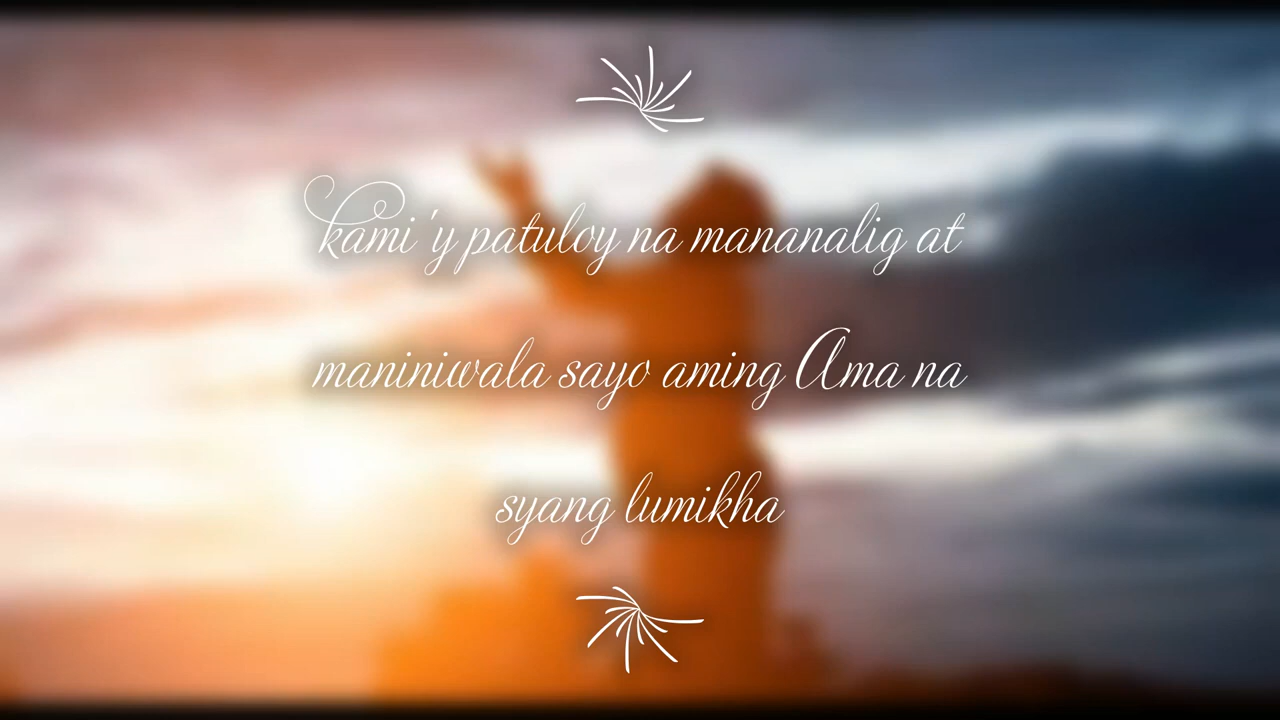 kami'y patuloy na mananalig at
maniniwala sayo aming Ama na
syang lumikha